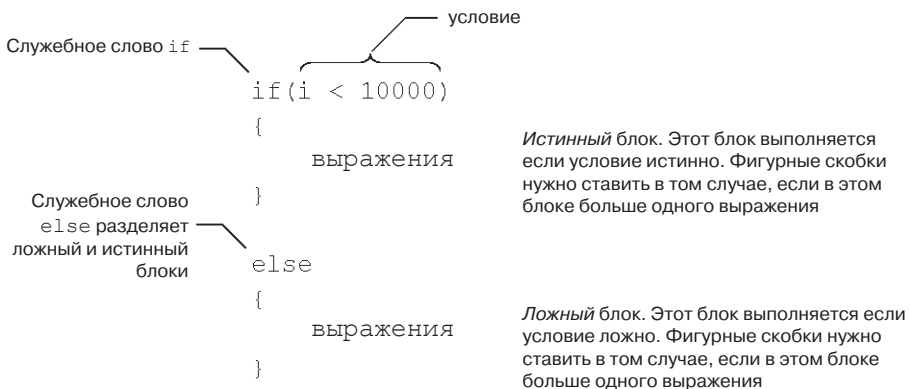 условие
Служебное слово if
if(i < 10000)
{
выражения
}
Истинный блок. Этот блок выполняется
если условие истинно. Фигурные скобки
нужно ставить в том случае, если в этом
блоке больше одного выражения
Служебное слово
else разделяет
ложный и истинный
блоки
else
{
выражения
}
Ложный блок. Этот блок выполняется если
условие ложно. Фигурные скобки нужно
ставить в том случае, если в этом блоке
больше одного выражения